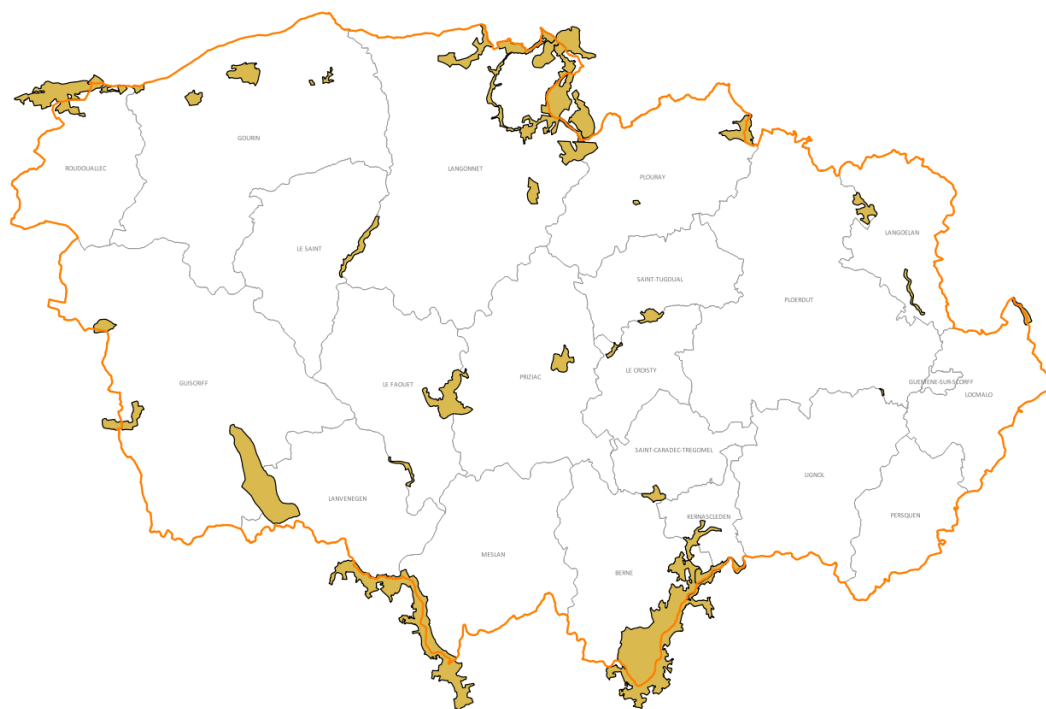 GOURIN
ROUDOUALLEC
LANGONNET
PLOURAY
LANGOELAN
LE SAINT
SAINT-TUGDUAL
PLOERDUT
GUISCRIFF
LE FAOUET
PRIZIAC
LE CROISTY
GUEMENE-SUR-SCORFF
LOCMALO
SAINT-CARADEC-TREGOMEL
LIGNOL
LANVENEGEN
KERNASCLEDEN
PERSQUEN
MESLAN
BERNE